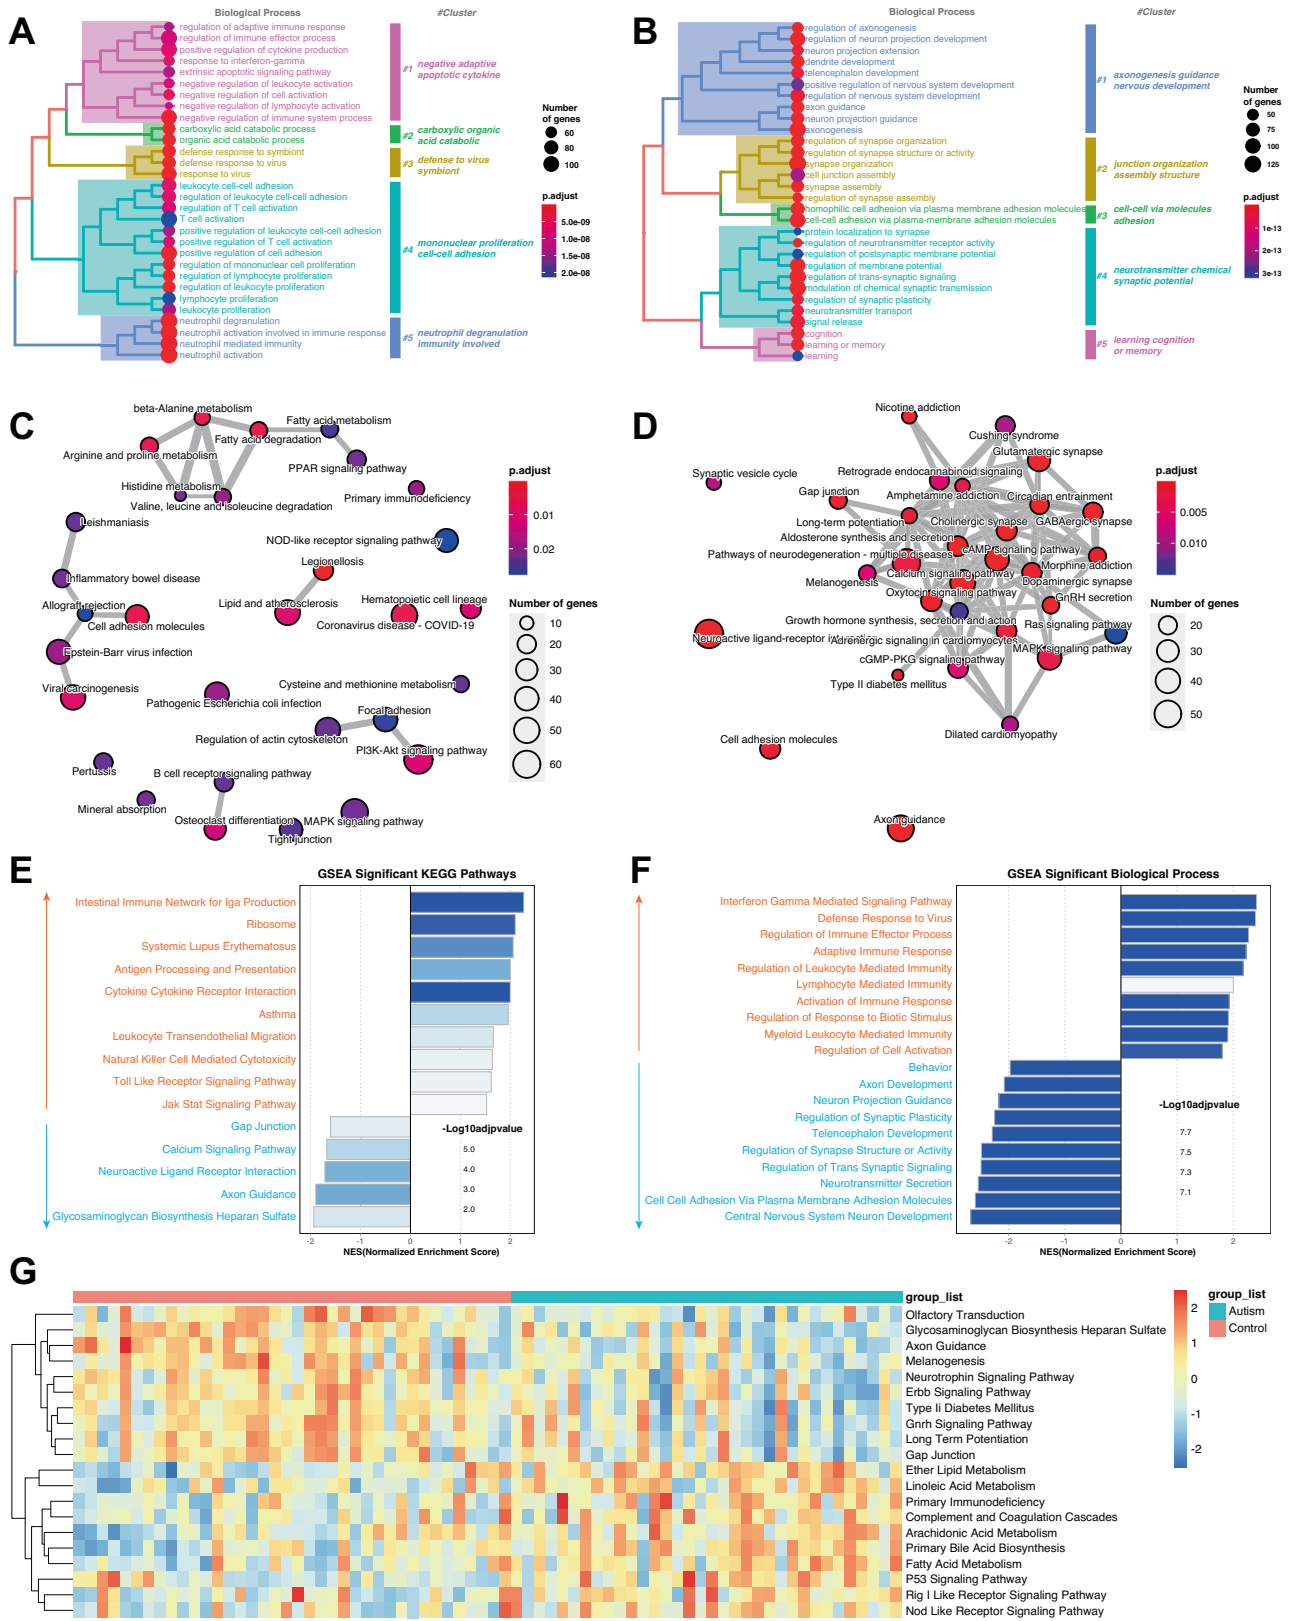 A
Biological Process
#Cluster
regulation of adaptive immune response
regulation of immune effector process
positive regulation of cytokine production
response to interferon-gamma
extrinsic apoptotic signaling pathway
negative regulation of leukocyte activation
negative regulation of cell activation
negative regulation of lymphocyte activation
negative regulation of immune system process
carboxylic acid catabolic process
organic acid catabolic process
defense response to symbiont
defense response to virus
response to virus
leukocyte cell-cell adhesion
regulation of leukocyte cell-cell adhesion
regulation of T cell activation
T cell activation
positive regulation of leukocyte cell-cell adhesion
positive regulation of T cell activation
positive regulation of cell adhesion
regulation of mononuclear cell proliferation
regulation of lymphocyte proliferation
regulation of leukocyte proliferation
lymphocyte proliferation
leukocyte proliferation
neutrophil degranulation
neutrophil activation involved in immune response
neutrophil mediated immunity
neutrophil activation
#1 negative adaptive
apoptotic cytokine
#2 carboxylic organic
acid catabolic
#3 defense to virus
symbiont
#4 mononuclear proliferation
cell-cell adhesion
#5 neutrophil degranulation
immunity involved
Number
of genes
60
80
100
p.adjust
5.0e-09
1.0e-08
1.5e-08
2.0e-08
B
Biological Process
#Cluster
regulation of axonogenesis
regulation of neuron projection development
neuron projection extension
dendrite development
telencephalon development
positive regulation of nervous system development
regulation of nervous system development
axon guidance
neuron projection guidance
axonogenesis
regulation of synapse organization
regulation of synapse structure or activity
synapse organization
cell junction assembly
synapse assembly
regulation of synapse assembly
homophilic cell adhesion via plasma membrane adhesion molecules
cell-cell adhesion via plasma-membrane adhesion molecules
protein localization to synapse
regulation of neurotransmitter receptor activity
regulation of postsynaptic membrane potential
regulation of membrane potential
regulation of trans-synaptic signaling
modulation of chemical synaptic transmission
regulation of synaptic plasticity
neurotransmitter transport
signal release
cognition
learning or memory
learning
#1 axonogenesis guidance
nervous development
#2 junction organization
assembly structure
#3 cell-cell via molecules
adhesion
#4 neurotransmitter chemical
synaptic potential
#5 learning cognition
or memory
Number
of genes
50
75
100
125
p.adjust
1e-13
2e-13
3e-13
C
beta-Alanine metabolism
Fatty acid metabolism
Fatty acid degradation
Arginine and proline metabolism
PPAR signaling pathway
Histidine metabolism
Primary immunodeficiency
Valine, leucine and isoleucine degradation
Leishmaniasis
NOD-like receptor signaling pathway
Legionellosis
Inflammatory bowel disease
Allograft rejection
Lipid and atherosclerosis
Hematopoietic cell lineage
Cell adhesion molecules
Coronavirus disease - COVID-19
Epstein-Barr virus infection
Viral carcinogenesis
Cysteine and methionine metabolism
Pathogenic Escherichia coli infection
Focal adhesion
Regulation of actin cytoskeleton
PI3K-Akt signaling pathway
Pertussis
B cell receptor signaling pathway
Mineral absorption
Osteoclast differentiation
MAPK signaling pathway
Tight junction
p.adjust
0.01
0.02
Number of genes
10
20
30
40
50
60
D
Nicotine addiction
Cushing syndrome
Glutamatergic synapse
Synaptic vesicle cycle
Retrograde endocannabinoid signaling
Gap junction
Amphetamine addiction
Circadian entrainment
Long-term potentiation
Cholinergic synapse
GABAergic synapse
Aldosterone synthesis and secretion
cAMP signaling pathway
Pathways of neurodegeneration - multiple diseases
Morphine addiction
Calcium signaling pathway
Melanogenesis
Dopaminergic synapse
Oxytocin signaling pathway
GnRH secretion
Growth hormone synthesis, secretion and action
Ras signaling pathway
Neuroactive ligand-receptor
Adrenergic signaling in cardiomyocytes
MAPK signaling pathway
cGMP-PKG signaling pathway
Type II diabetes mellitus
Dilated cardiomyopathy
Cell adhesion molecules
Axon guidance
p.adjust
0.005
0.010
Number of genes
20
30
40
50
E
GSEA Significant KEGG Pathways
Intestinal Immune Network for Iga Production
Ribosome
Systemic Lupus Erythematosus
Antigen Processing and Presentation
Cytokine Cytokine Receptor Interaction
Asthma
Leukocyte Transendothelial Migration
Natural Killer Cell Mediated Cytotoxicity
Toll Like Receptor Signaling Pathway
Jak Stat Signaling Pathway
Gap Junction
Calcium Signaling Pathway
Neuroactive Ligand Receptor Interaction
Axon Guidance
Glycosaminoglycan Biosynthesis Heparan Sulfate
-Log10adjpvalue
5.0
4.0
3.0
2.0
-2 -1 0 1 2
NES(Normalized Enrichment Score)
F
GSEA Significant Biological Process
Interferon Gamma Mediated Signaling Pathway
Defense Response to Virus
Regulation of Immune Effector Process
Adaptive Immune Response
Regulation of Leukocyte Mediated Immunity
Lymphocyte Mediated Immunity
Activation of Immune Response
Regulation of Response to Biotic Stimulus
Myeloid Leukocyte Mediated Immunity
Regulation of Cell Activation
Behavior
Axon Development
Neuron Projection Guidance
Regulation of Synaptic Plasticity
Telencephalon Development
Regulation of Synapse Structure or Activity
Regulation of Trans Synaptic Signaling
Neurotransmitter Secretion
Cell Cell Adhesion Via Plasma Membrane Adhesion Molecules
Central Nervous System Neuron Development
-Log10adjpvalue
7.7
7.5
7.3
7.1
-2 -1 0 1 2
NES(Normalized Enrichment Score)
G
group_list
Olfactory Transduction
Glycosaminoglycan Biosynthesis Heparan Sulfate
Axon Guidance
Melanogenesis
Neurotrophin Signaling Pathway
Erbb Signaling Pathway
Type Ii Diabetes Mellitus
Gnrh Signaling Pathway
Long Term Potentiation
Gap Junction
Ether Lipid Metabolism
Linoleic Acid Metabolism
Primary Immunodeficiency
Complement and Coagulation Cascades
Arachidonic Acid Metabolism
Primary Bile Acid Biosynthesis
Fatty Acid Metabolism
P53 Signaling Pathway
Rig I Like Receptor Signaling Pathway
Nod Like Receptor Signaling Pathway
2
1
0
-1
-2
group_list
Autism
Control